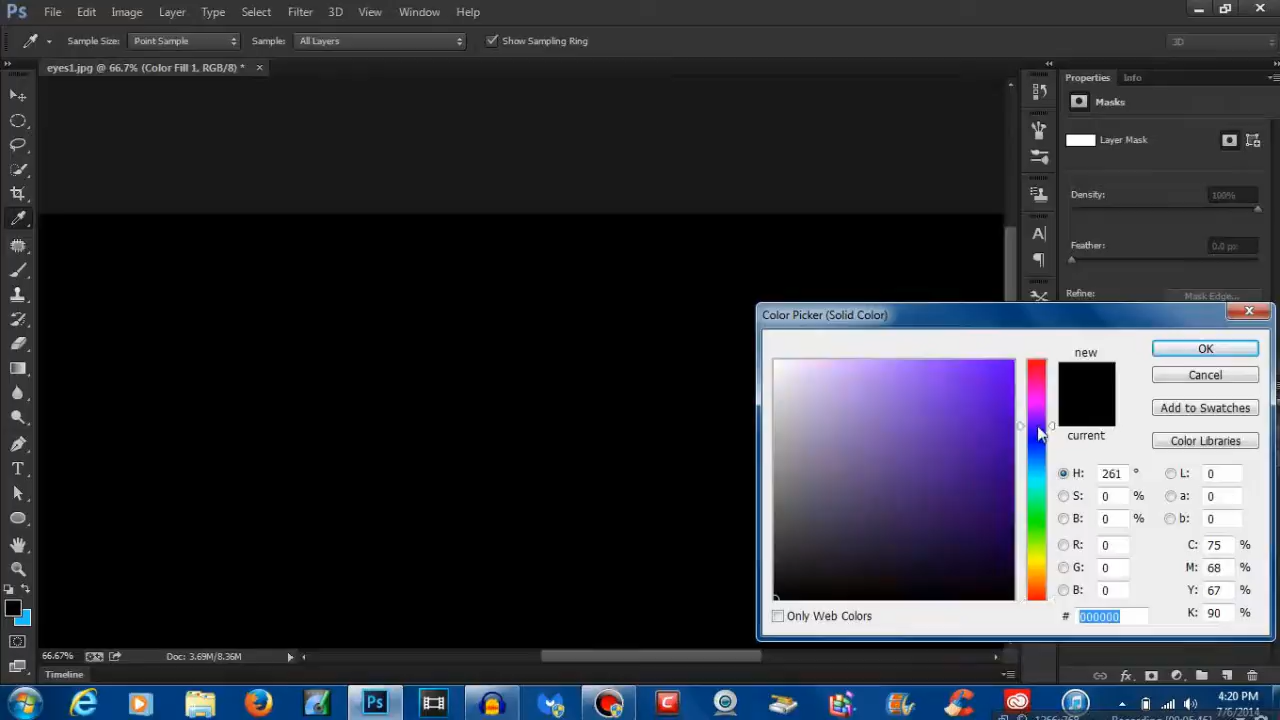 Ps File Edit Image Layer Type Select Filter 3D View Window Help
Sample Size: Point Sample Sample: All Layers Show Sampling Ring 3D
eyes1.jpg @ 66.7% (Color Fill 1, RGB/8) * ×
Properties Info
Masks
Layer Mask
Density: 100%
Feather: 0.0 px
Refine: Mask Edge...
Color Picker (Solid Color)
new
current
OK
Cancel
Add to Swatches
Color Libraries
H: 261 ° L: 0
S: 0 % a: 0
B: 0 % b: 0
R: 0 C: 75 %
G: 0 M: 68 %
B: 0 Y: 67 %
# 000000 K: 90 %
Only Web Colors
66.67% Doc: 3.69M/8.36M
Timeline
4:20 PM
7/6/2014